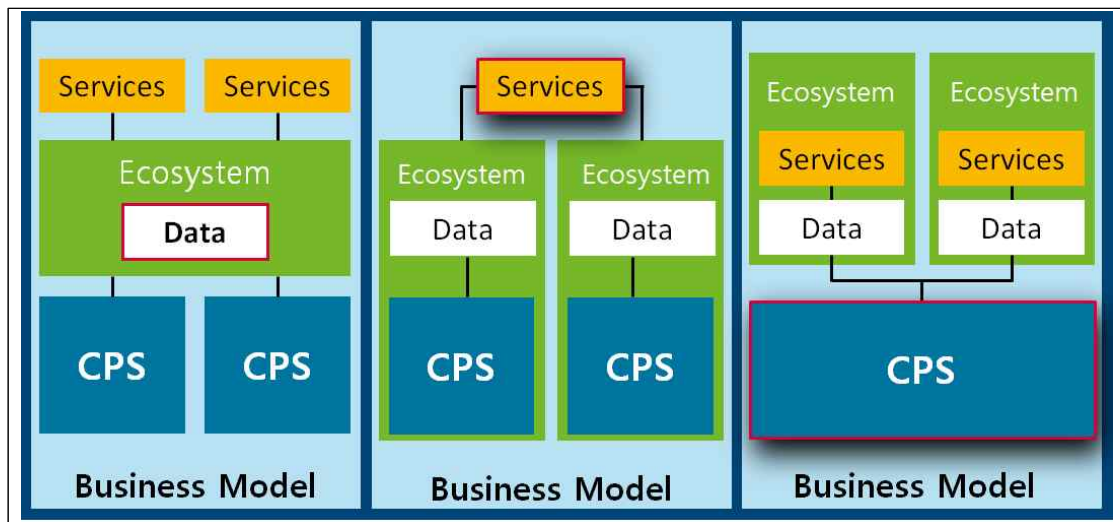 Services Services
Ecosystem
Data
CPS CPS
Business Model
Services
Ecosystem Ecosystem
Data Data
CPS CPS
Business Model
Ecosystem Ecosystem
Services Services
Data Data
CPS
Business Model